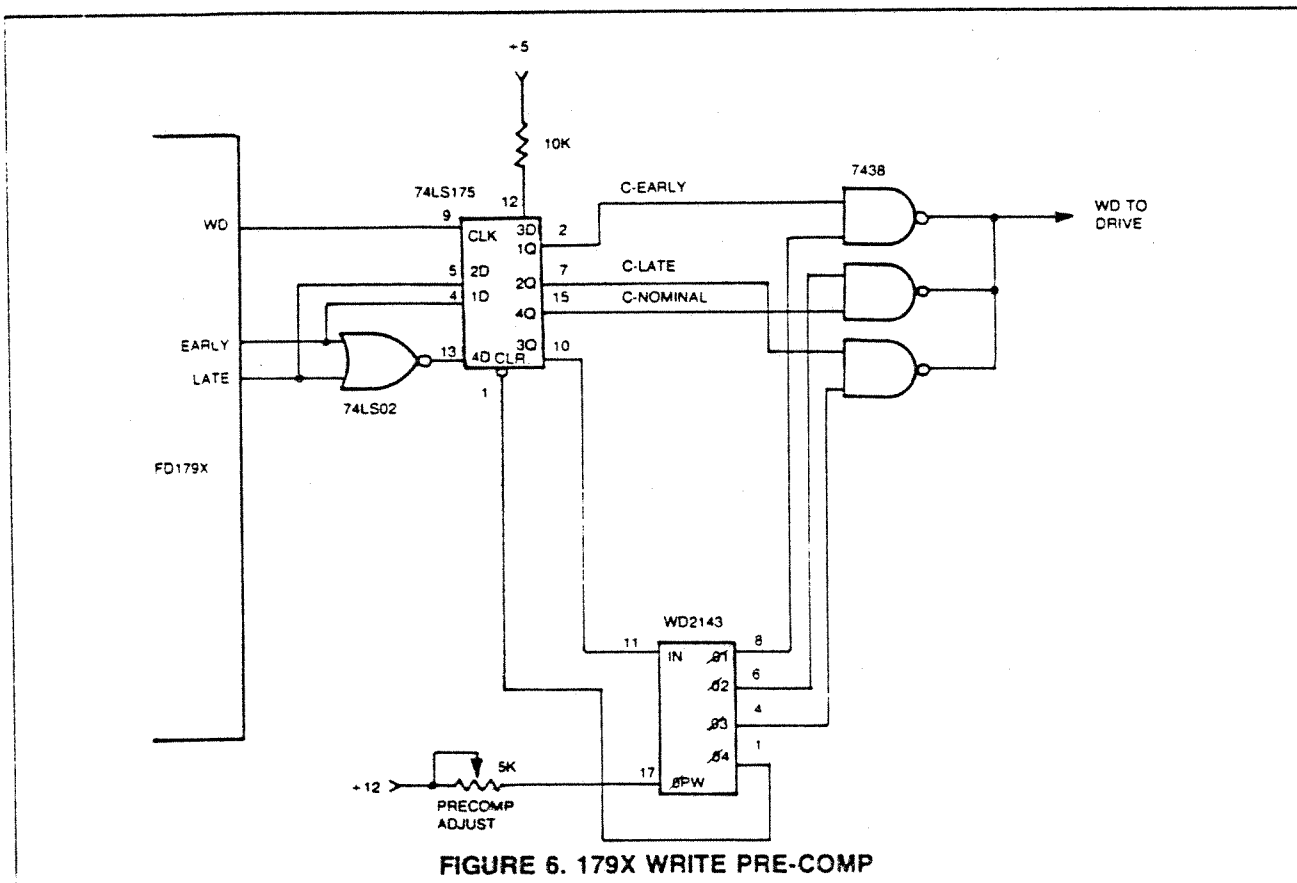 +5
10K
74LS175
12
9
WD
CLK
3D
1Q
2
C-EARLY
7438
WD TO
DRIVE
5
2D
4
1D
2Q
7
C-LATE
4Q
15
C-NOMINAL
EARLY
LATE
13
4D
CLR
3Q
10
1
74LS02
FD179X
WD2143
11
IN
Ø1
8
Ø2
6
Ø3
4
Ø4
1
+12
5K
17
ØPW
PRECOMP
ADJUST
FIGURE 6. 179X WRITE PRE-COMP